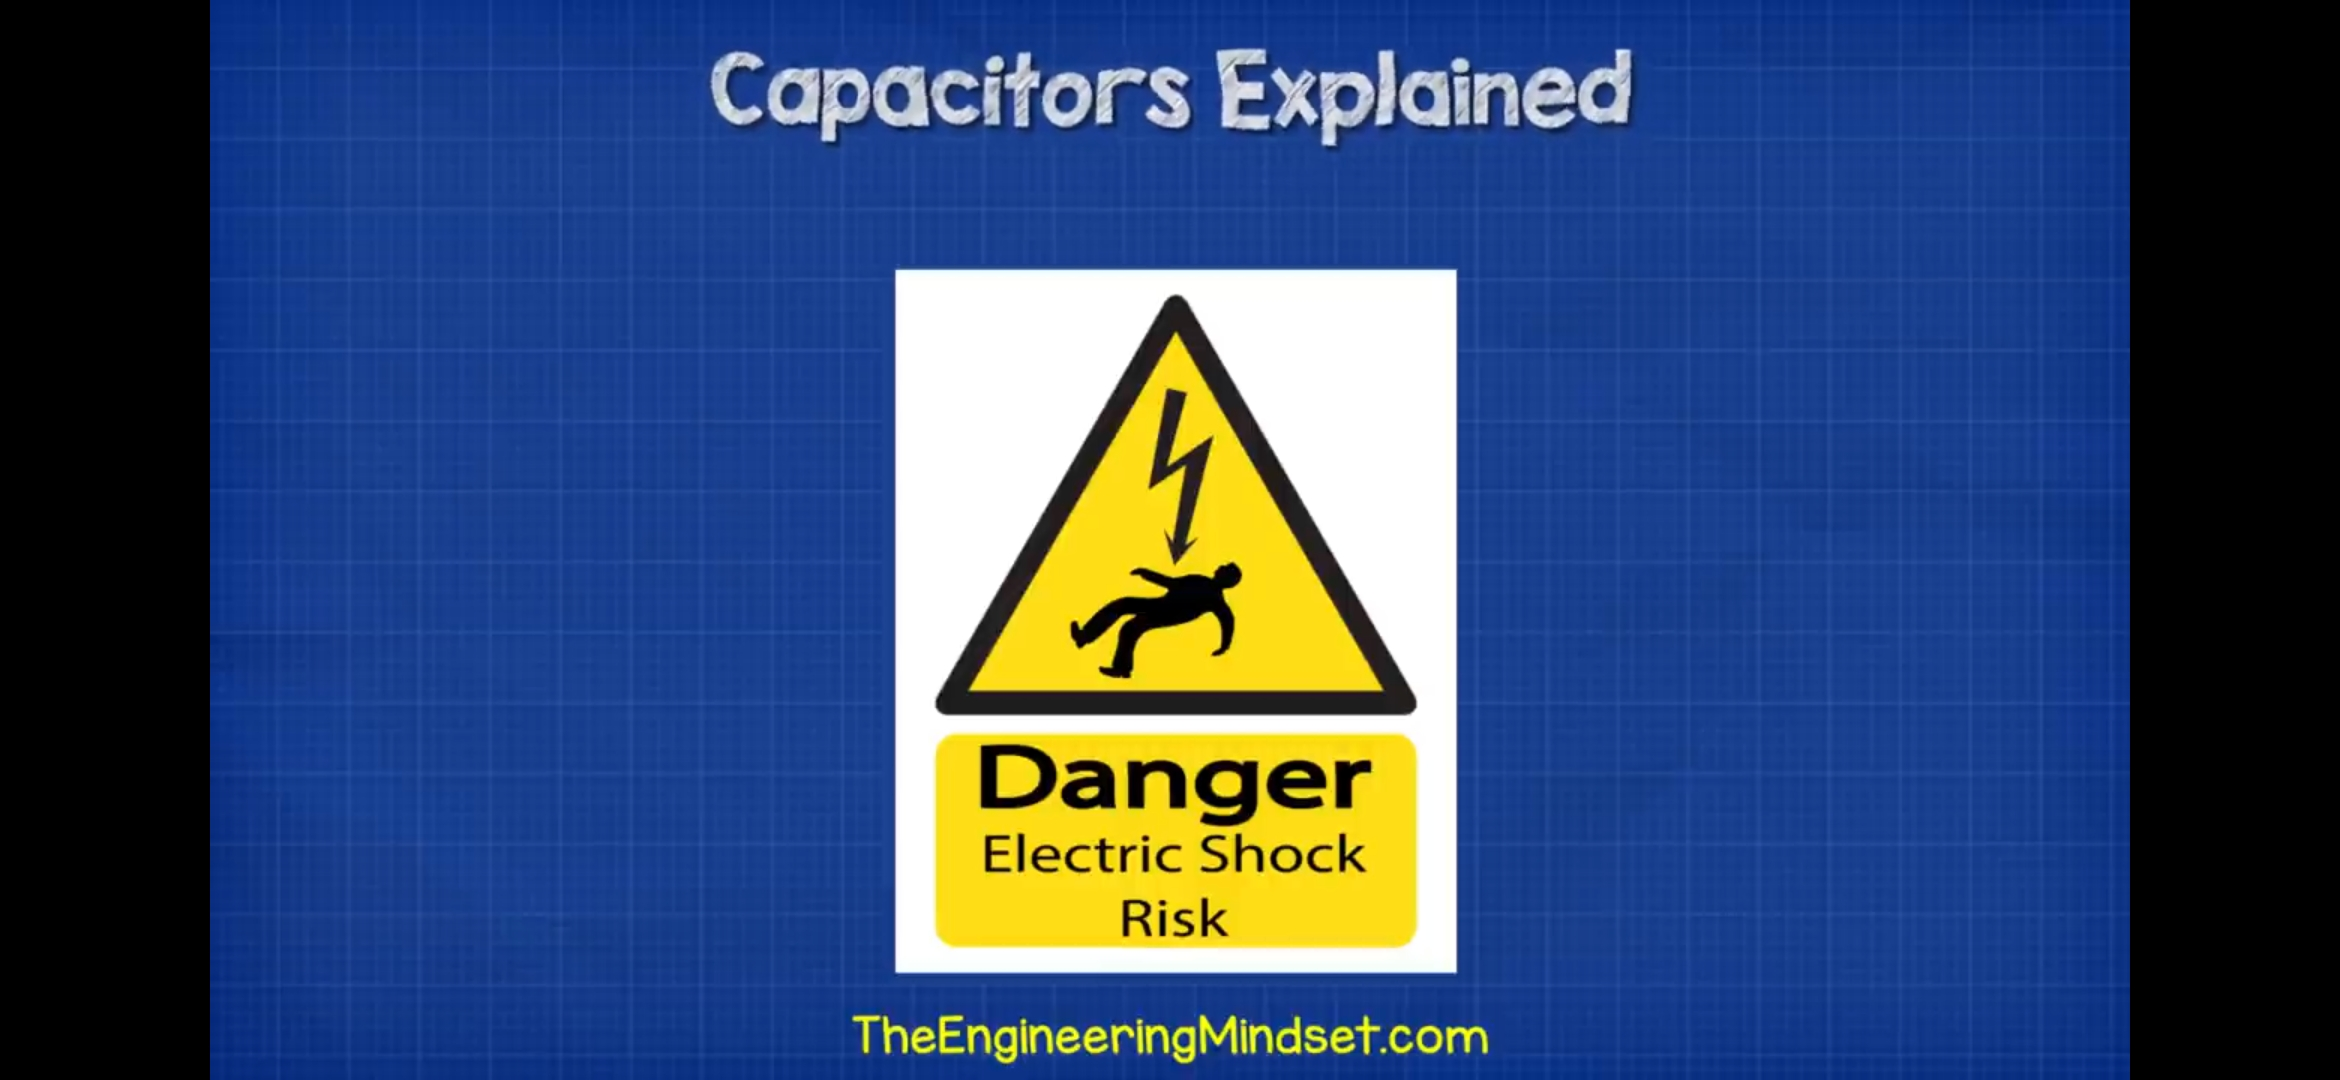 Capacitors Explained
Danger
Electric Shock
Risk
TheEngineeringMindset.com